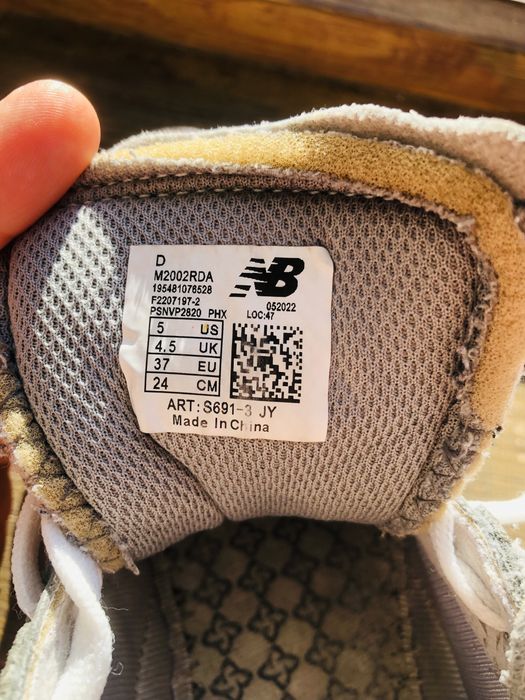 D
M2002RDA
195481076528
F2207197-2
PSNVP2820 PHX
NB
052022
LOC:47
5 US
4.5 UK
37 EU
24 CM
ART: S691-3 JY
Made In China